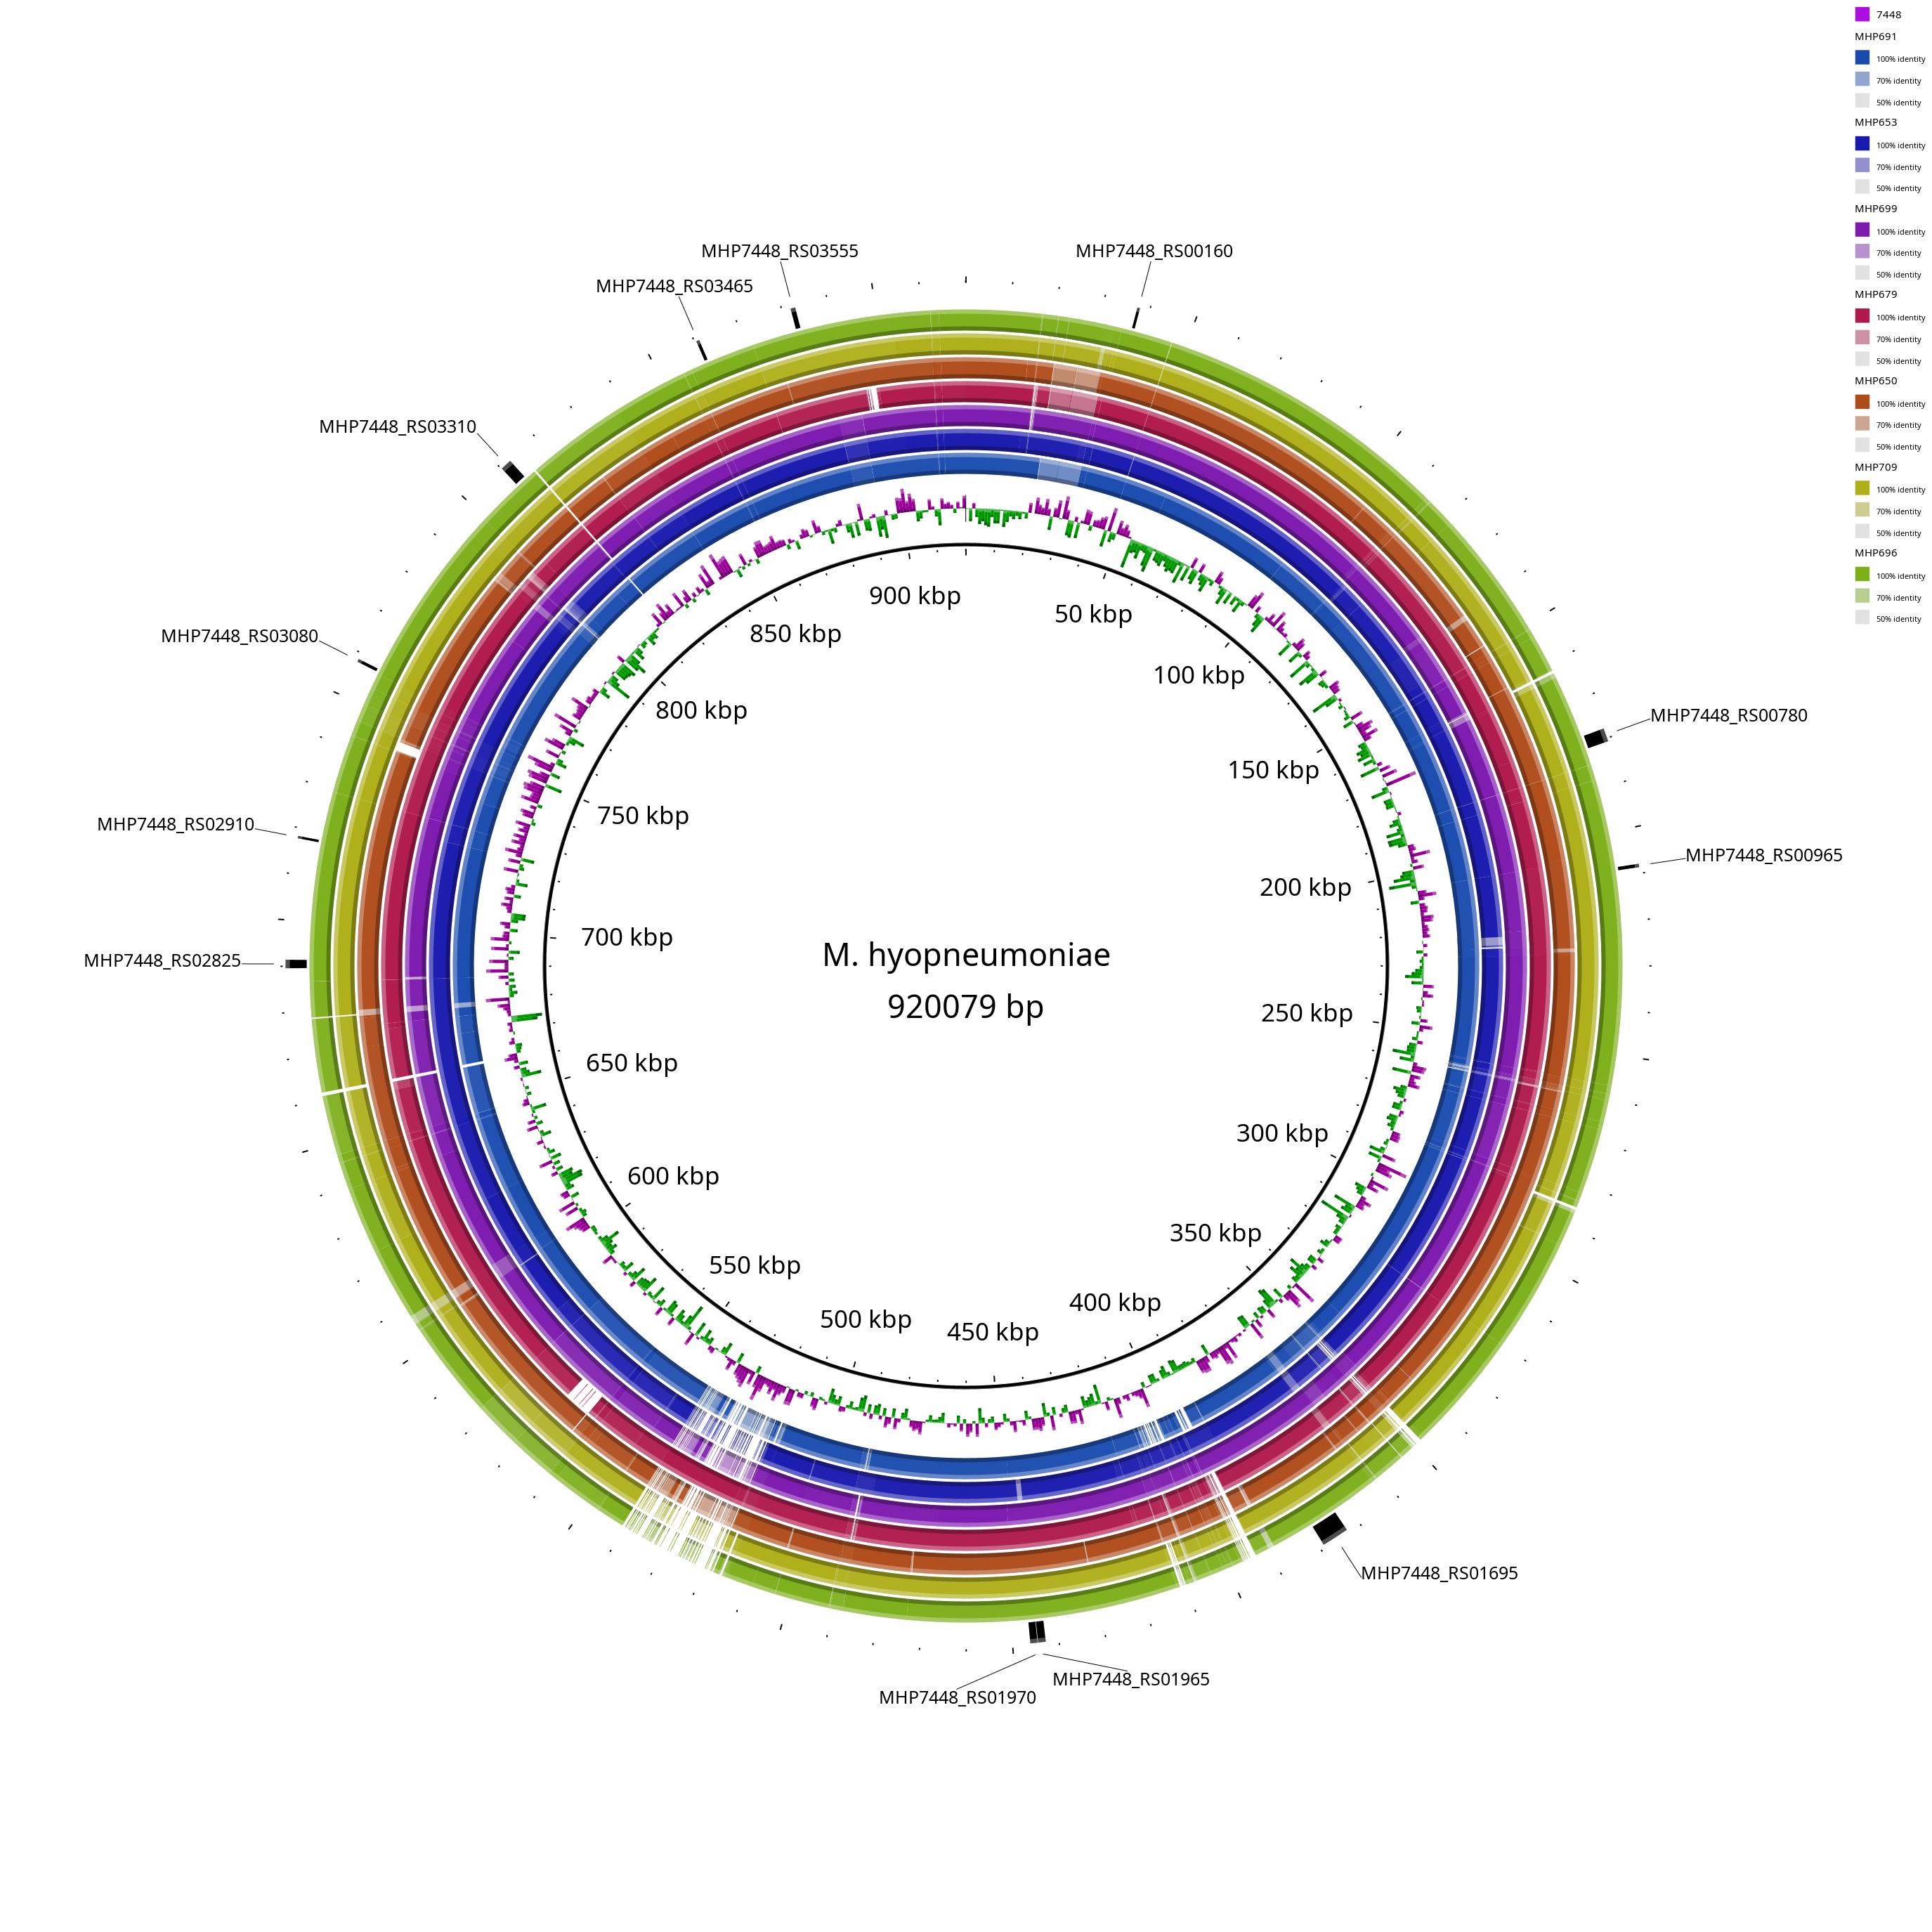 7448
MHP691
100% identity
70% identity
50% identity
MHP653
100% identity
70% identity
50% identity
MHP699
100% identity
70% identity
50% identity
MHP679
100% identity
70% identity
50% identity
MHP650
100% identity
70% identity
50% identity
MHP709
100% identity
70% identity
50% identity
MHP696
100% identity
70% identity
50% identity
MHP7448_RS03555
MHP7448_RS00160
MHP7448_RS03465
MHP7448_RS03310
MHP7448_RS03080
MHP7448_RS00780
MHP7448_RS02910
MHP7448_RS00965
MHP7448_RS02825
MHP7448_RS01695
MHP7448_RS01965
MHP7448_RS01970
900 kbp
50 kbp
850 kbp
100 kbp
800 kbp
150 kbp
750 kbp
200 kbp
700 kbp
250 kbp
650 kbp
300 kbp
600 kbp
350 kbp
550 kbp
400 kbp
500 kbp
450 kbp
M. hyopneumoniae
920079 bp